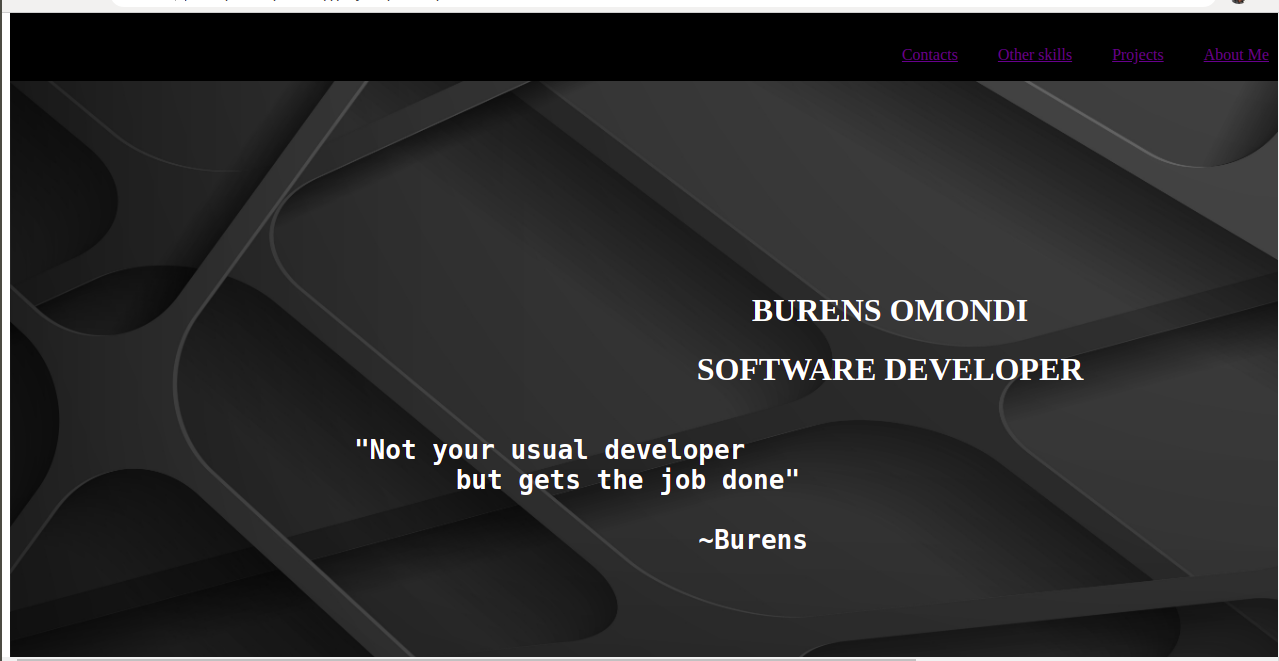 Contacts Other skills Projects About Me
BURENS OMONDI
SOFTWARE DEVELOPER
"Not your usual developer
but gets the job done"
~Burens